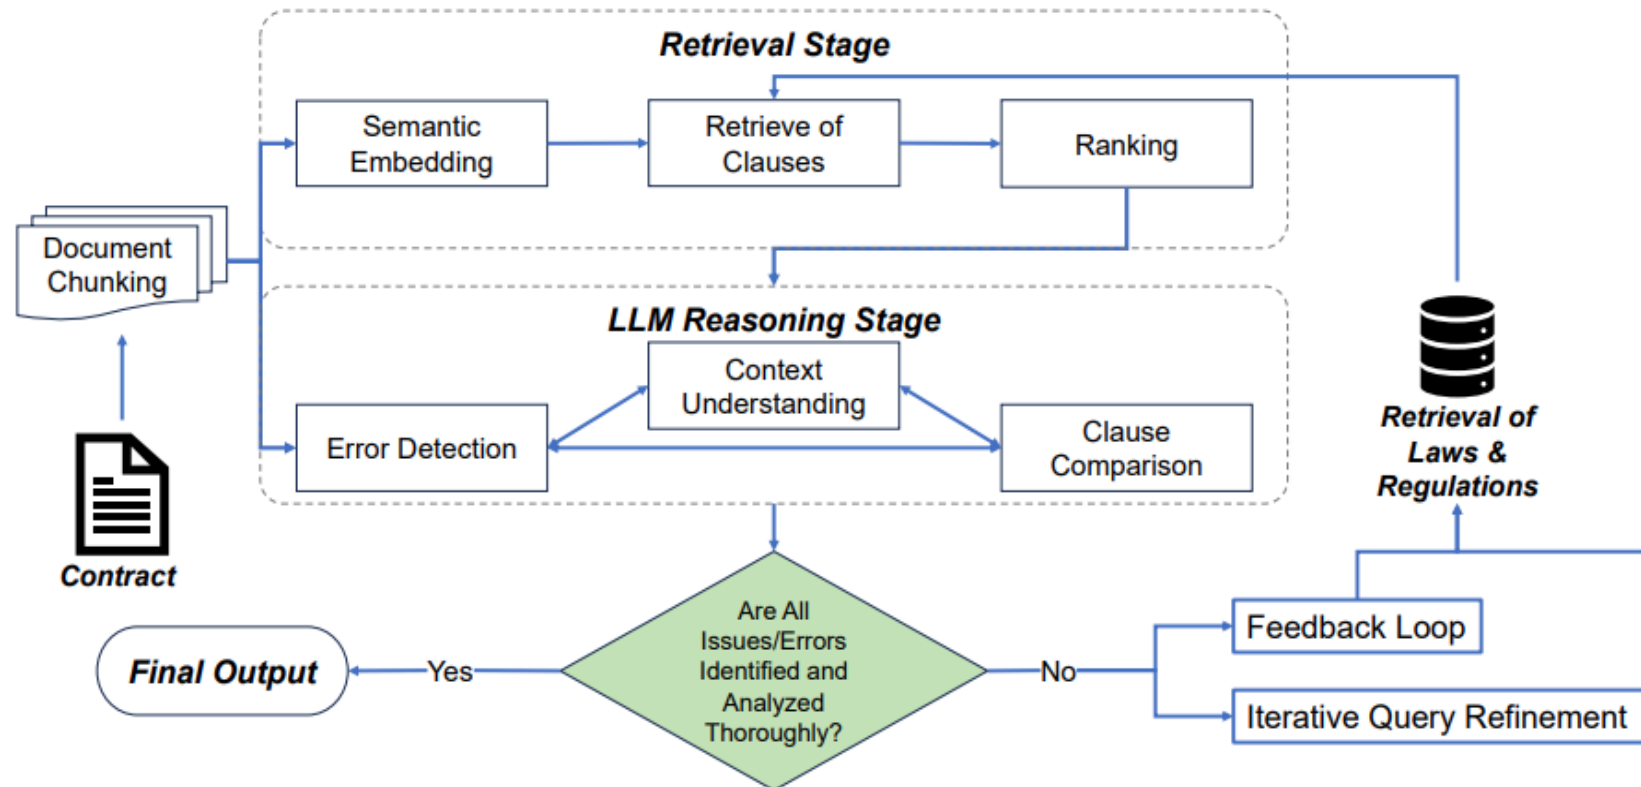 Retrieval Stage
Semantic
Embedding
Retrieve of
Clauses
Ranking
Document
Chunking
LLM Reasoning Stage
Context
Understanding
Error Detection
Clause
Comparison
Retrieval of
Laws &
Regulations
Contract
Are All
Issues/Errors
Identified and
Analyzed
Thoroughly?
Yes
Final Output
No
Feedback Loop
Iterative Query Refinement